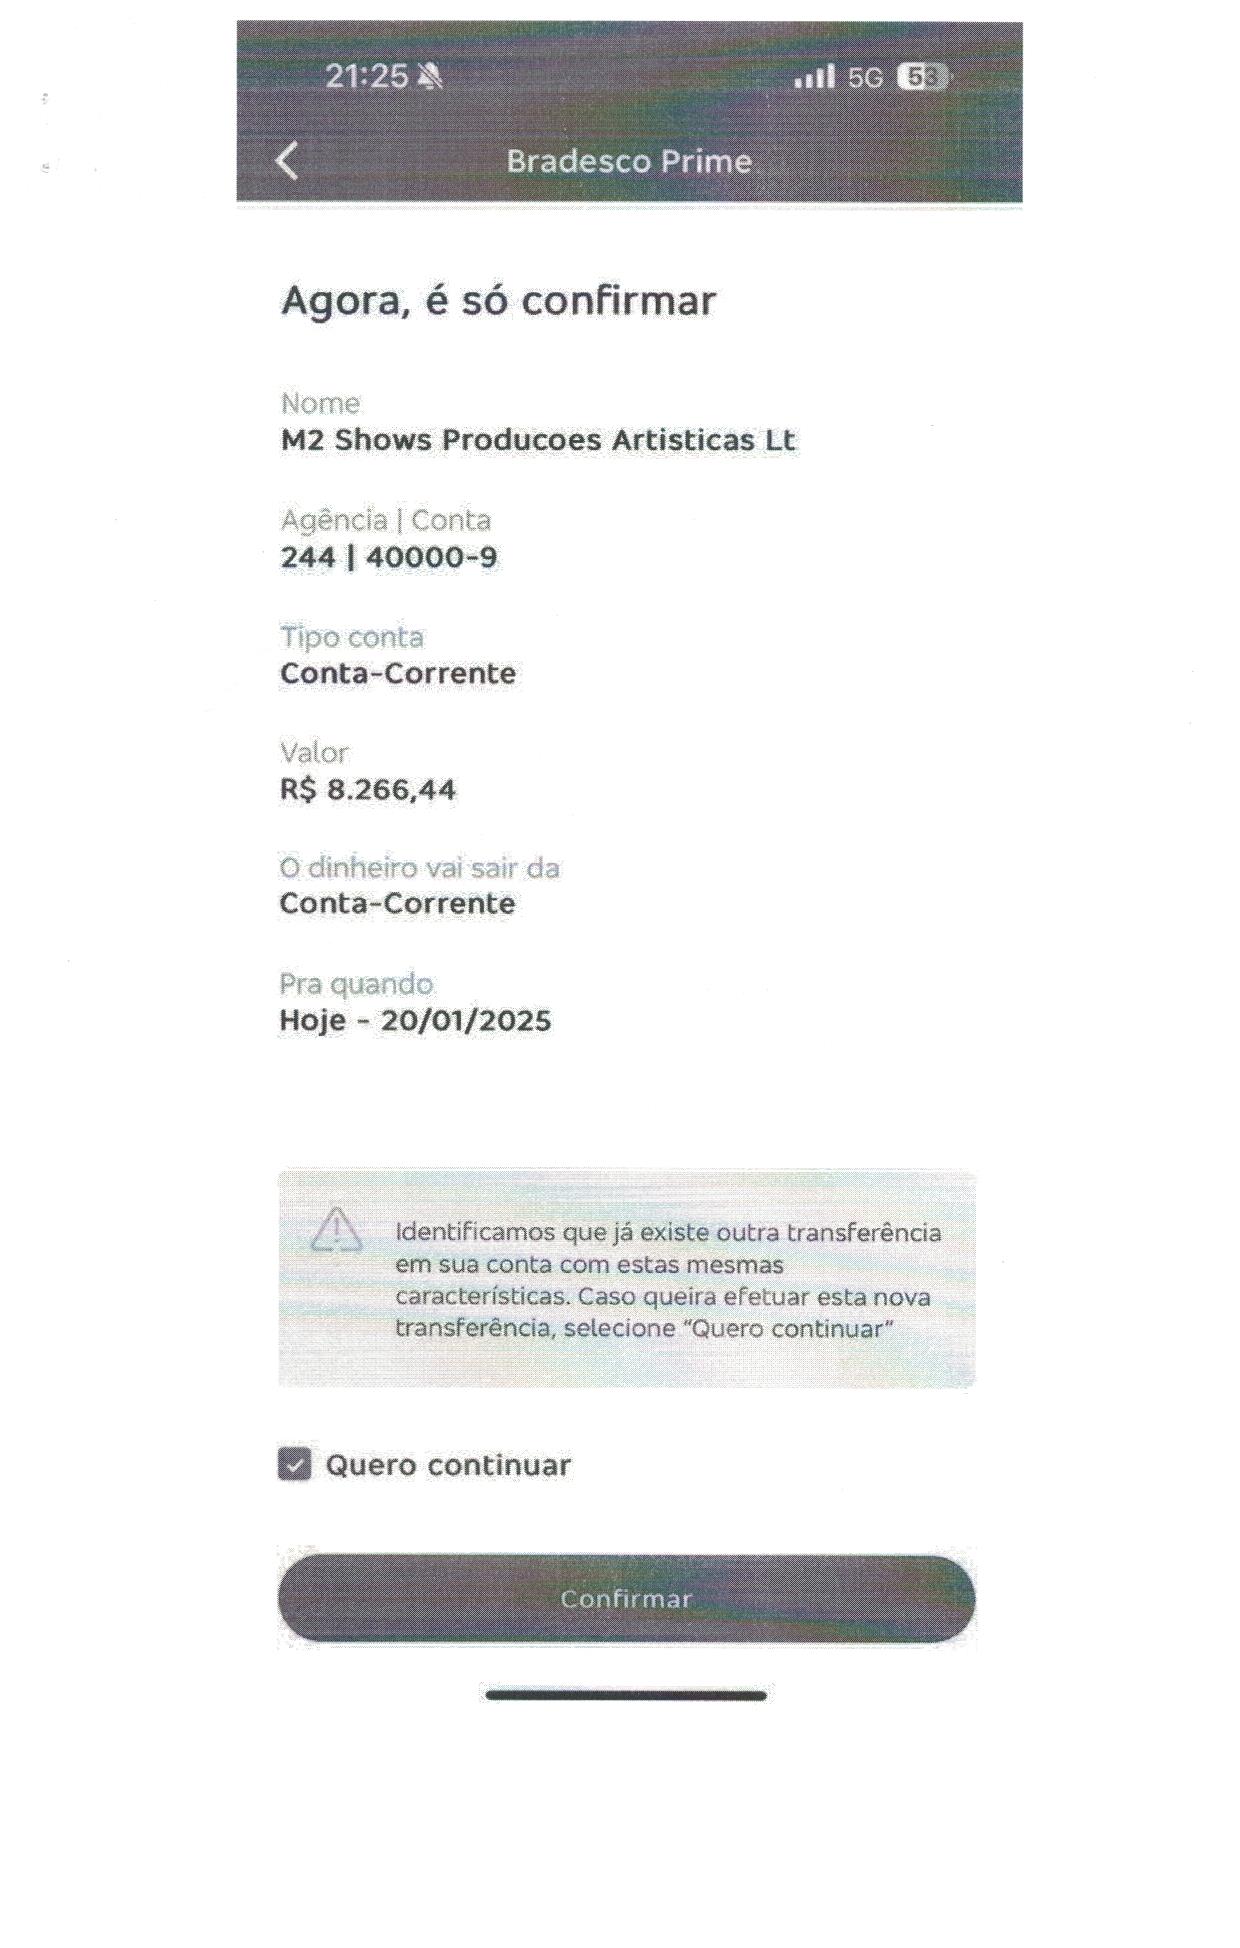 21:25 5G 53
Bradesco Prime
Agora, é só confirmar
Nome
M2 Shows Producoes Artisticas Lt
Agência | Conta
244 | 40000-9
Tipo conta
Conta-Corrente
Valor
R$ 8.266,44
O dinheiro vai sair da
Conta-Corrente
Pra quando
Hoje - 20/01/2025
Identificamos que já existe outra transferência
em sua conta com estas mesmas
características. Caso queira efetuar esta nova
transferência, selecione "Quero continuar"
Quero continuar
Confirmar